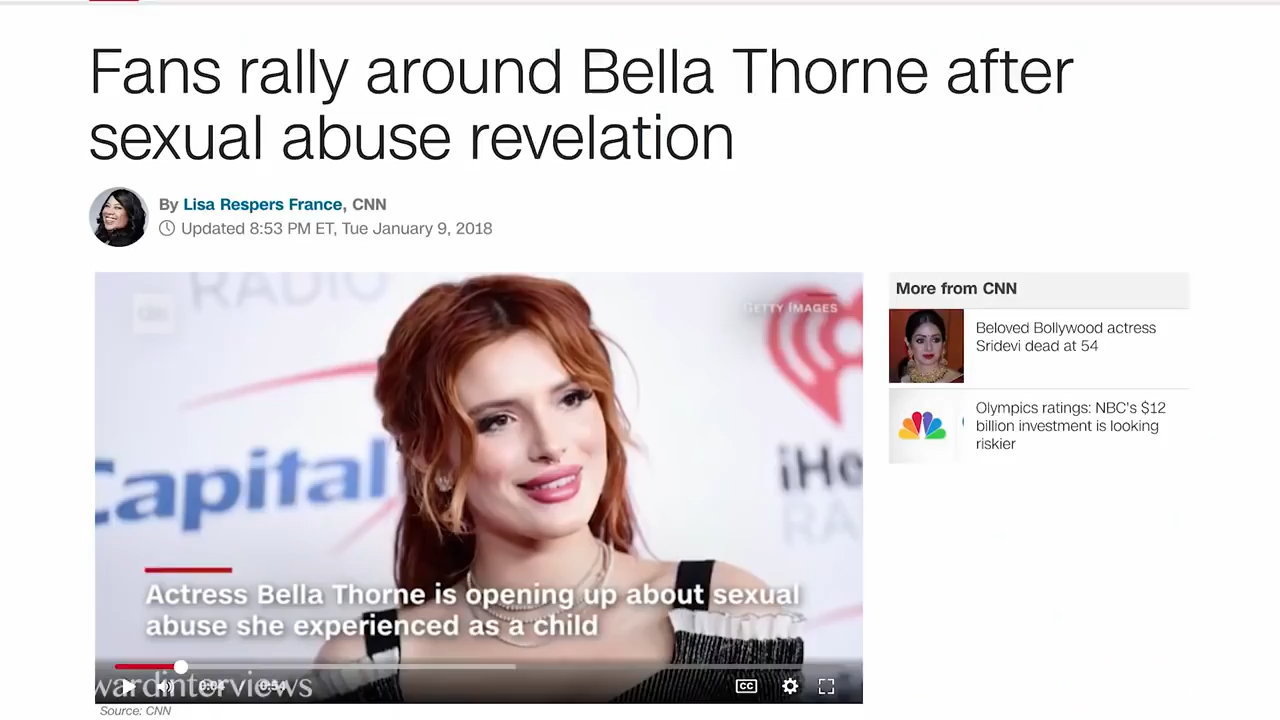 Fans rally around Bella Thorne after
sexual abuse revelation
By Lisa Respers France, CNN
Updated 8:53 PM ET, Tue January 9, 2018
RADIO
GETTY IMAGES
Capital
iHe
RA
Actress Bella Thorne is opening up about sexual
abuse she experienced as a child
wardinterviews
CC
Source: CNN
More from CNN
Beloved Bollywood actress
Sridevi dead at 54
Olympics ratings: NBC's $12
billion investment is looking
riskier